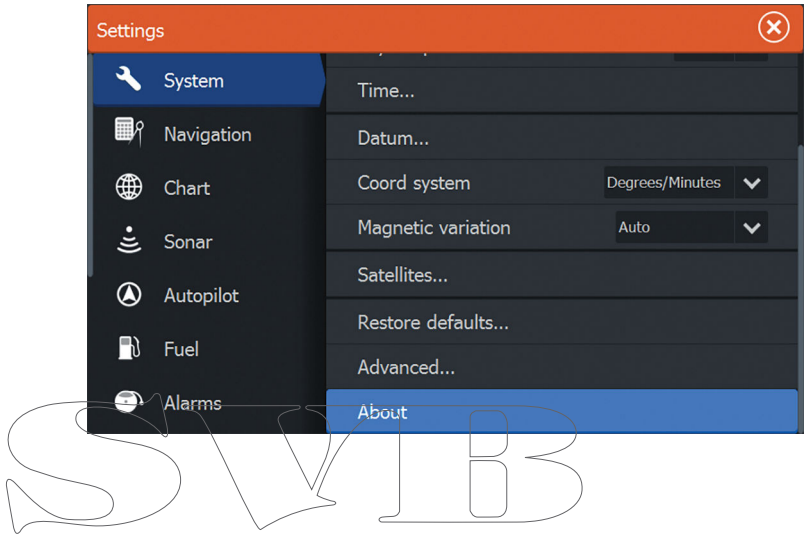 Settings
System
Navigation
Chart
Sonar
Autopilot
Fuel
Alarms
Time...
Datum...
Coord system Degrees/Minutes
Magnetic variation Auto
Satellites...
Restore defaults...
Advanced...
About
SVB